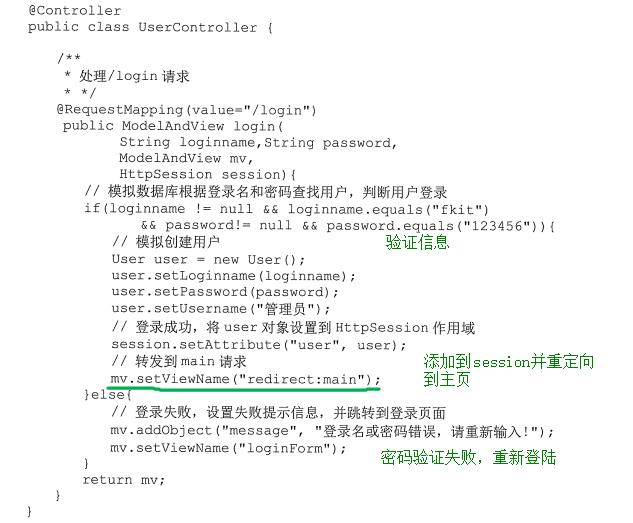 @Controller
public class UserController {
/**
* 处理/login 请求
* */
@RequestMapping(value="/login")
public ModelAndView login(
String loginname,String password,
ModelAndView mv,
HttpSession session){
// 模拟数据库根据登录名和密码查找用户，判断用户登录
if(loginname != null && loginname.equals("fkit")
&& password!= null && password.equals("123456")){
// 模拟创建用户
验证信息
User user = new User();
user.setLoginname(loginname);
user.setPassword(password);
user.setUsername("管理员");
// 登录成功，将 user 对象设置到 HttpSession 作用域
session.setAttribute("user", user);
// 转发到 main 请求
mv.setViewName("redirect:main");
添加到session并重定向
到主页
}else{
// 登录失败，设置失败提示信息，并跳转到登录页面
mv.addObject("message", "登录名或密码错误，请重新输入!");
mv.setViewName("loginForm");
密码验证失败，重新登陆
}
return mv;
}
}